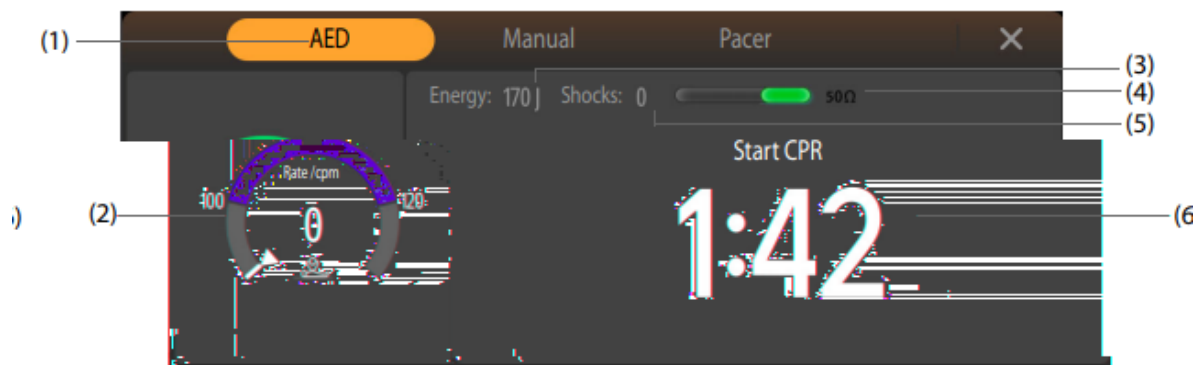 (1) AED Manual Pacer
(3)
Energy: 170 J Shocks: 0 50Ω (4)
(5)
Start CPR
Rate /cpm
100 120
(2) 0 1:42 (6
)